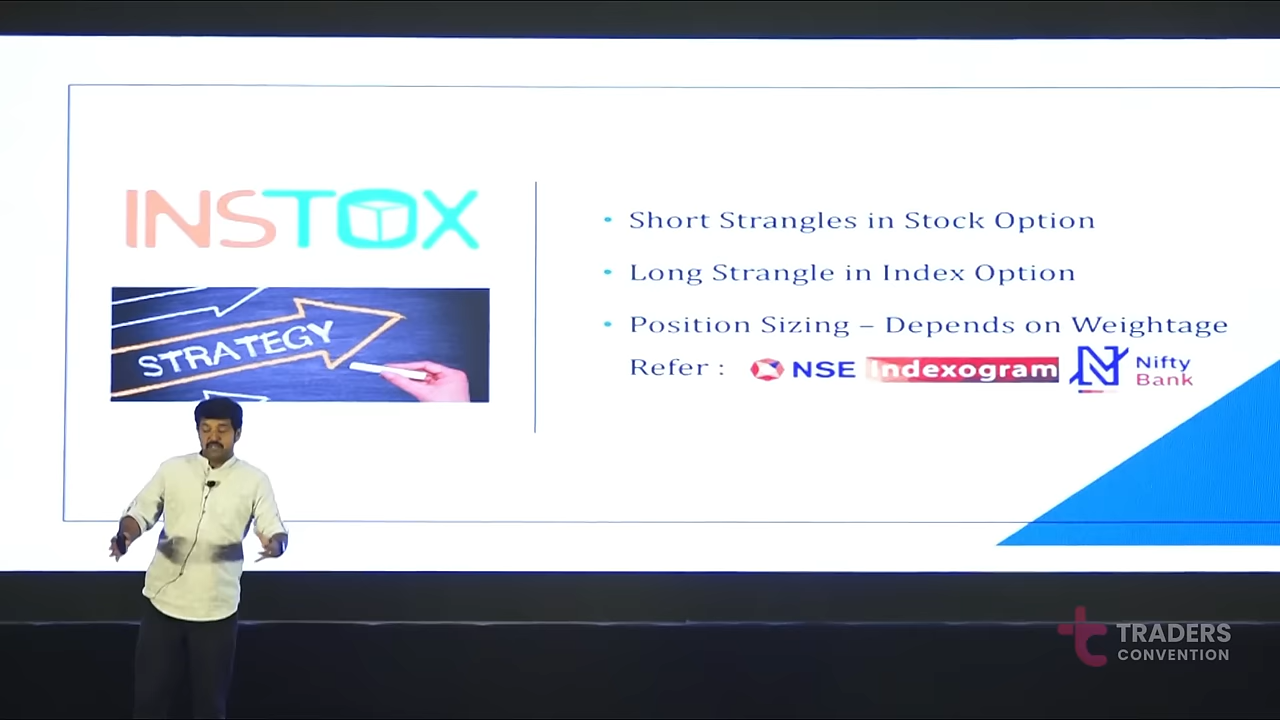 INSTOX
STRATEGY
• Short Strangles in Stock Option
• Long Strangle in Index Option
• Position Sizing – Depends on Weightage
Refer : NSE Indexogram Nifty
Bank
TRADERS
CONVENTION